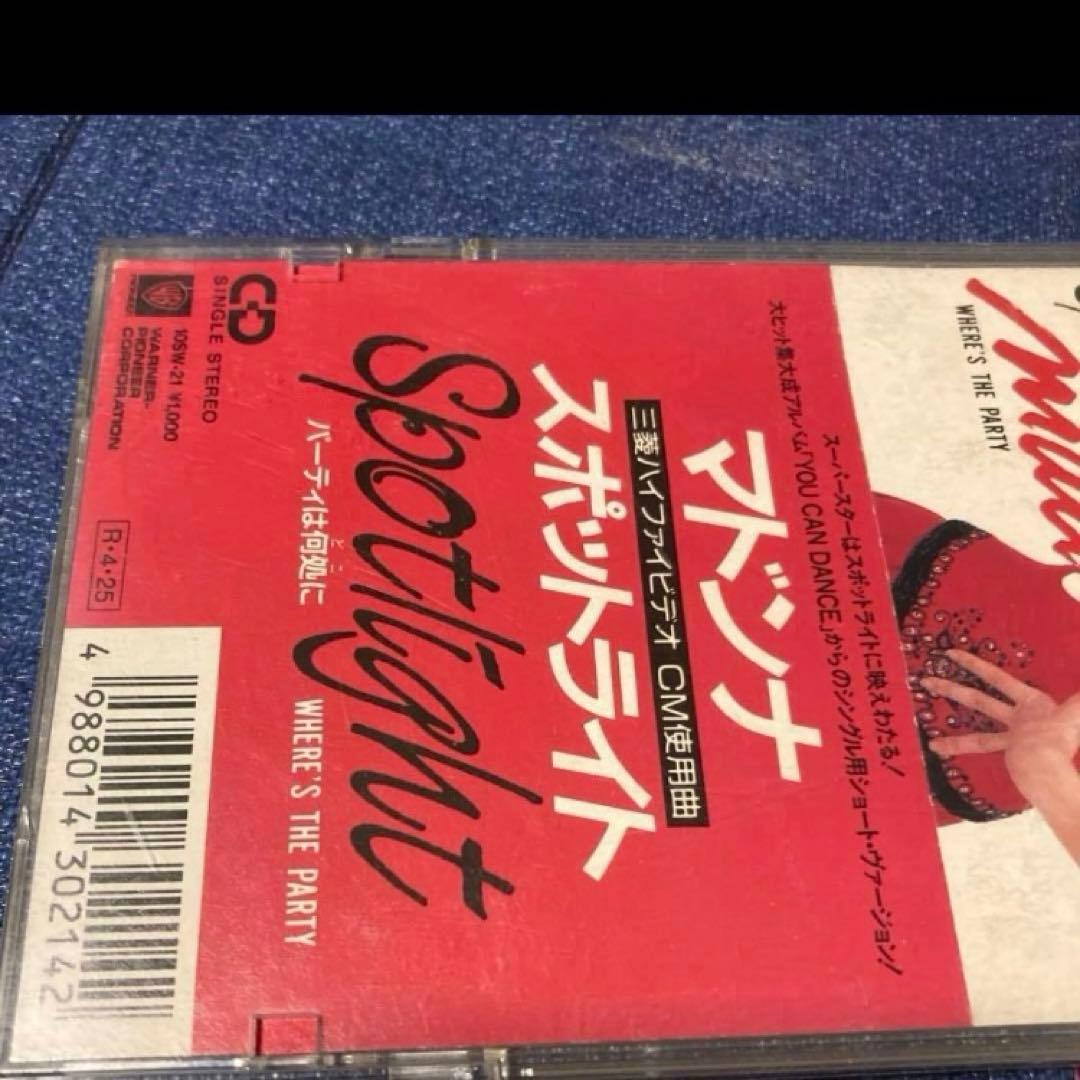 WHERE'S THE PARTY
スーパースターはスポットライトに映えわたる!
大ヒット集大成アルバム「YOU CAN DANCE」からのシングル用ショート・ヴァージョン!
マドンナ
三菱ハイファイビデオ CM使用曲
スポットライト
Spotlight
パーティは何処に WHERE'S THE PARTY
どこ
CD
SINGLE STEREO
10SW-21 ¥1,000
WARNER-PIONEER
CORPORATION
R・4・25
4 988014 302142